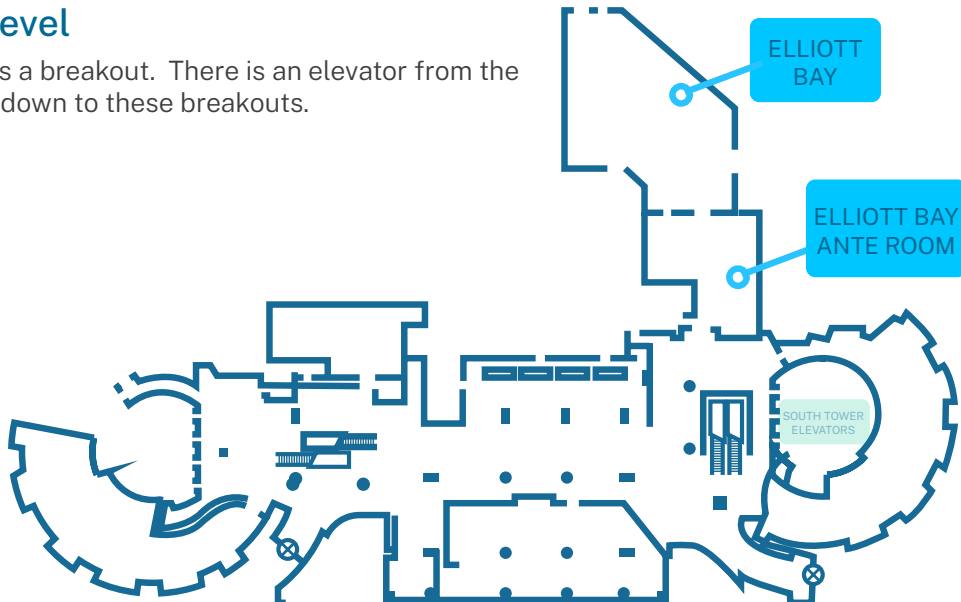 evel
s a breakout.  There is an elevator from the
down to these breakouts.
ELLIOTT
BAY
ELLIOTT BAY
ANTE ROOM
SOUTH TOWER
ELEVATORS